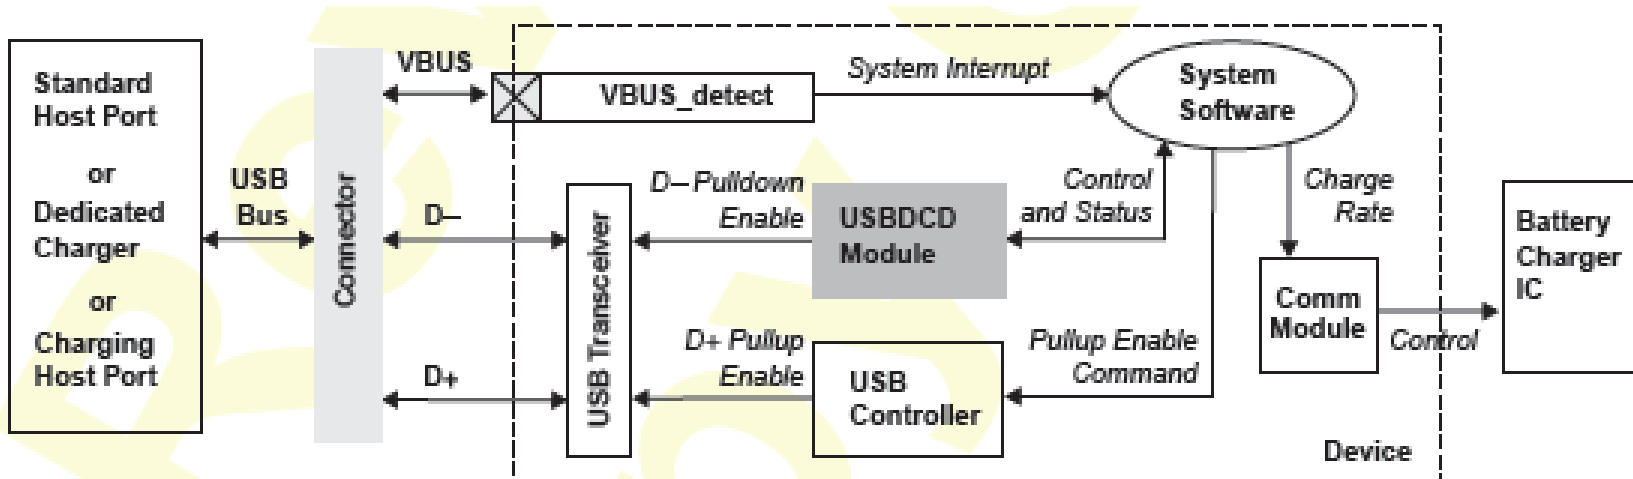 Standard
Host Port
or
Dedicated
Charger
or
Charging
Host Port
USB
Bus
Connector
VBUS
D–
D+
VBUS_detect
System Interrupt
System
Software
USB Transceiver
D– Pulldown
Enable
USBDCD
Module
Control
and Status
Charge
Rate
D+ Pullup
Enable
USB
Controller
Pullup Enable
Command
Comm
Module
Control
Battery
Charger
IC
Device